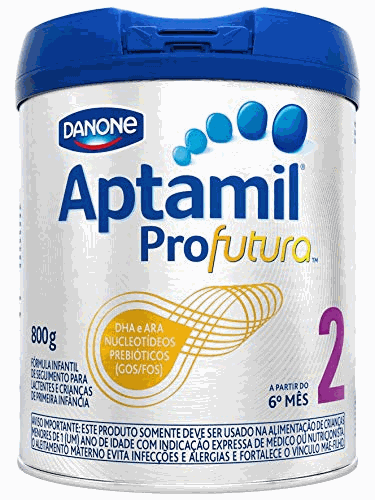 DANONE
Aptamil®
Profutura™
DHA e ARA
NUCLEOTÍDEOS
PREBIÓTICOS
(GOS/FOS)
800g
FÓRMULA INFANTIL
DE SEGUIMENTO PARA
LACTENTES E CRIANÇAS
DE PRIMEIRA INFÂNCIA
A PARTIR DO
6º MÊS
2
AVISO IMPORTANTE: ESTE PRODUTO SOMENTE DEVE SER USADO NA ALIMENTAÇÃO DE CRIANÇAS
MENORES DE 1 (UM) ANO DE IDADE COM INDICAÇÃO EXPRESSA DE MÉDICO OU NUTRICIONISTA.
O ALEITAMENTO MATERNO EVITA INFECÇÕES E ALERGIAS E FORTALECE O VÍNCULO MÃE-FILHO.